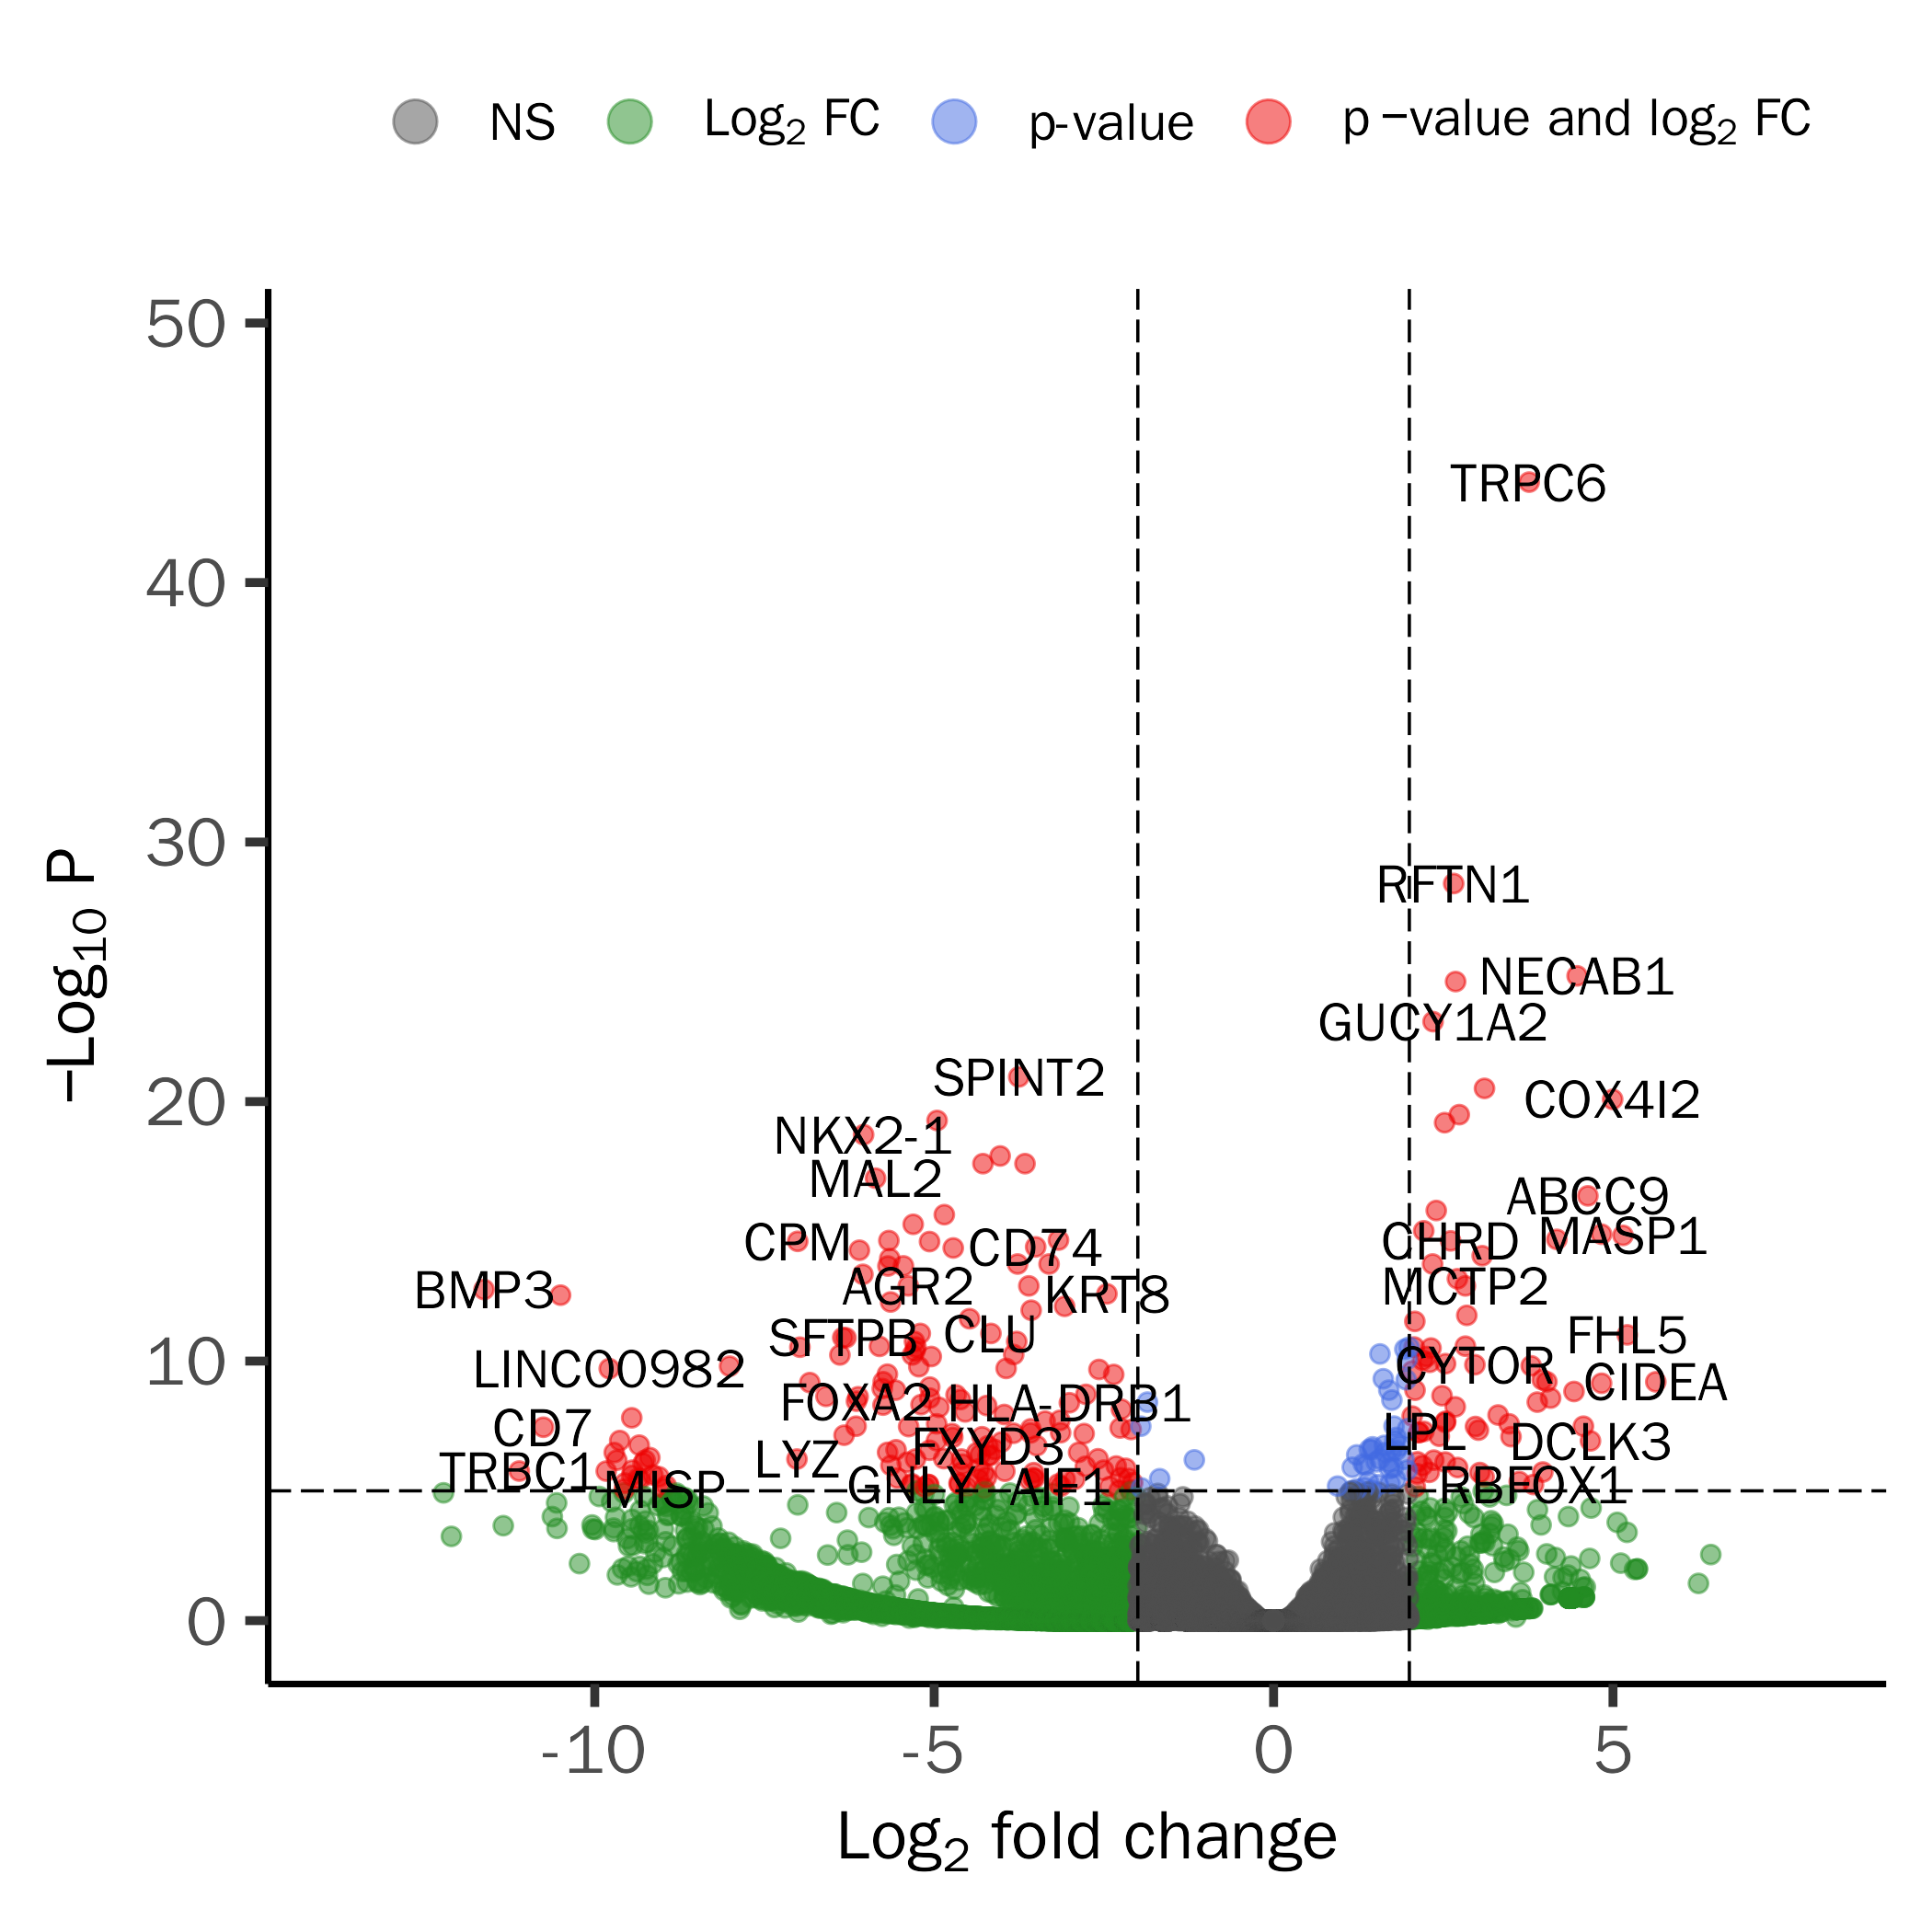 NS Log₂ FC p-value p −value and log₂ FC
50
40
30
20
10
0
−Log₁₀ P
TRPC6
RFTN1
NECAB1
GUCY1A2
SPINT2
COX4I2
NKX2-1
MAL2
ABCC9
CPM
CD74
CHRD
MASP1
BMP3
AGR2
KRT8
MCTP2
SFTPB
CLU
FHL5
LINC00982
CYTOR
CIDEA
FOXA2
HLA-DRB1
CD7
FXYD3
LPL
DCLK3
LYZ
TRBC1
MISP
GNLY
AIF1
RBFOX1
-10
-5
0
5
Log₂ fold change